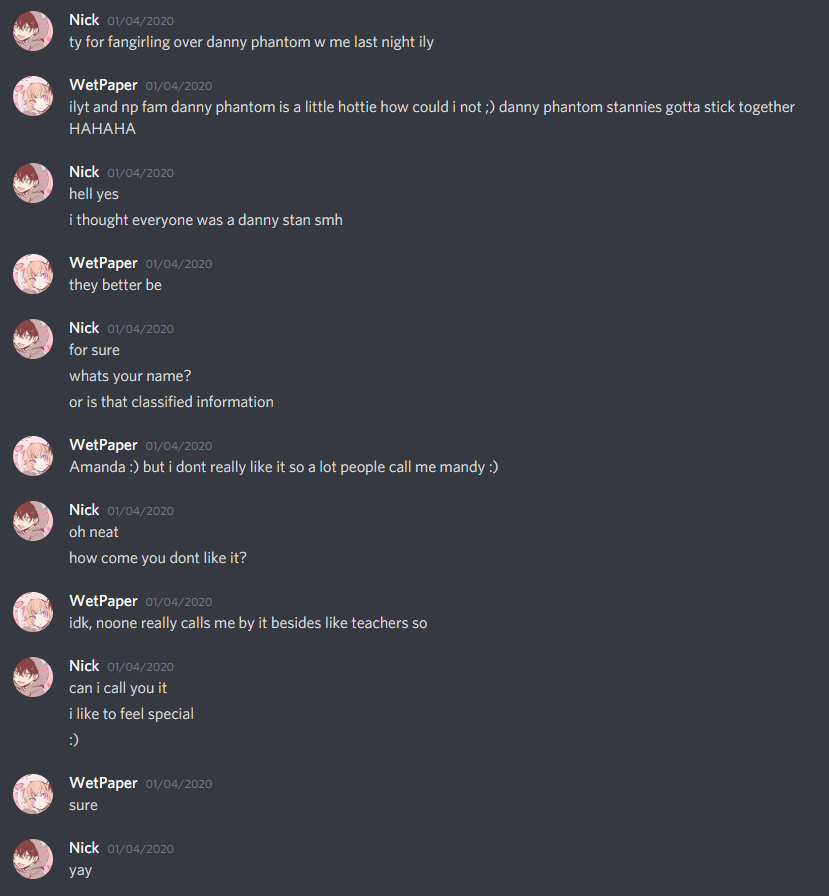 Nick 01/04/2020
ty for fangirling over danny phantom w me last night ily
WetPaper 01/04/2020
ilyt and np fam danny phantom is a little hottie how could i not ;) danny phantom stannies gotta stick together
HAHAHA
Nick 01/04/2020
hell yes
i thought everyone was a danny stan smh
WetPaper 01/04/2020
they better be
Nick 01/04/2020
for sure
whats your name?
or is that classified information
WetPaper 01/04/2020
Amanda :) but i dont really like it so a lot people call me mandy :)
Nick 01/04/2020
oh neat
how come you dont like it?
WetPaper 01/04/2020
idk, noone really calls me by it besides like teachers so
Nick 01/04/2020
can i call you it
i like to feel special
:)
WetPaper 01/04/2020
sure
Nick 01/04/2020
yay